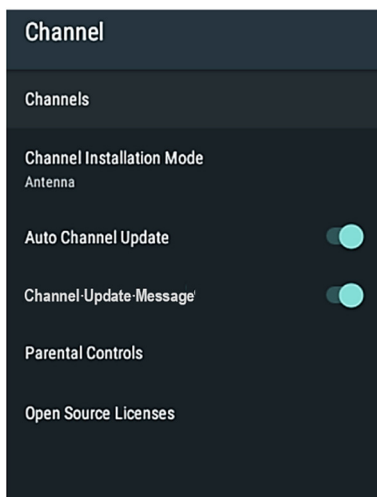 Channel
Channels
Channel Installation Mode
Antenna
Auto Channel Update
Channel·Update·Message'
Parental Controls
Open Source Licenses